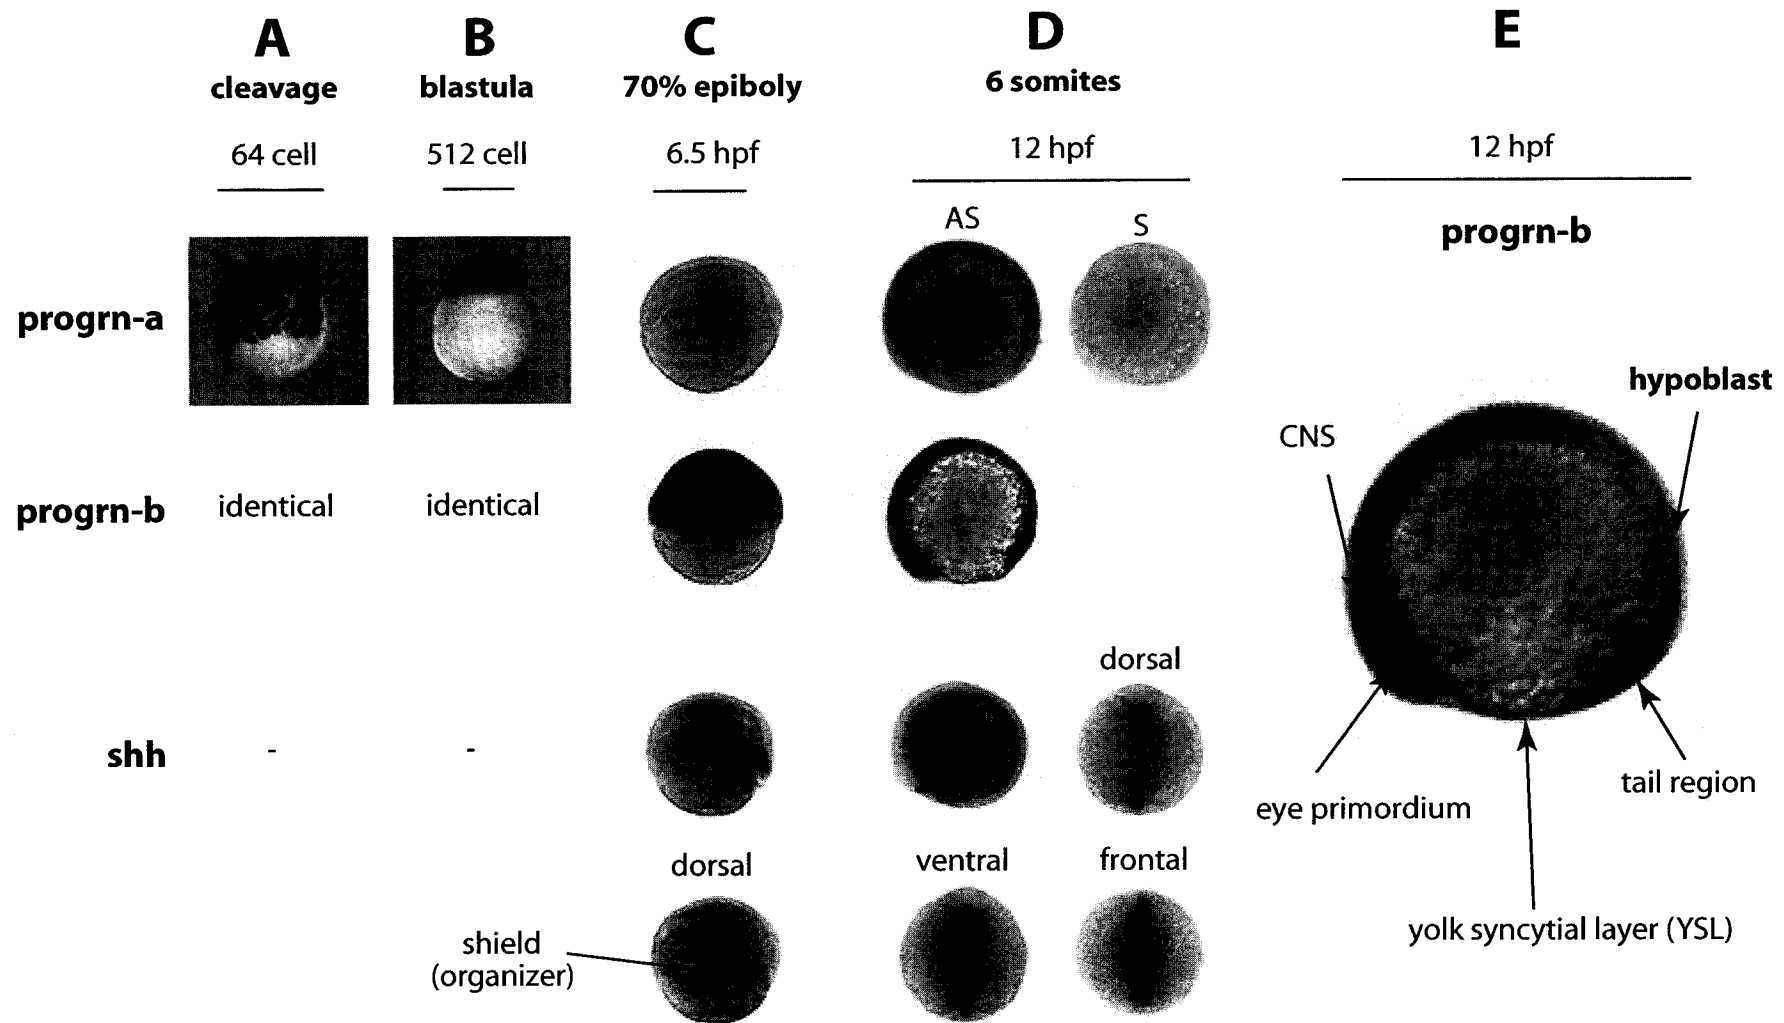 A
B
C
D
E
cleavage
blastula
70% epiboly
6 somites
64 cell
512 cell
6.5 hpf
12 hpf
12 hpf
AS
S
progrn-b
progrn-a
hypoblast
CNS
progrn-b
identical
identical
dorsal
shh
-
-
tail region
eye primordium
dorsal
ventral
frontal
shield
(organizer)
yolk syncytial layer (YSL)